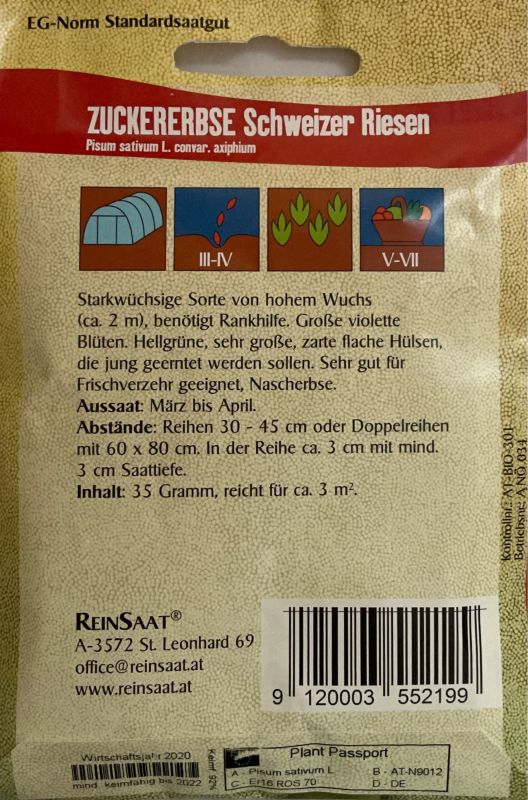 EG-Norm Standardsaatgut
ZUCKERERBSE Schweizer Riesen
Pisum sativum L. convar. axiphium
III-IV
V-VII
Starkwüchsige Sorte von hohem Wuchs
(ca. 2 m), benötigt Rankhilfe. Große violette
Blüten. Hellgrüne, sehr große, zarte flache Hülsen,
die jung geerntet werden sollen. Sehr gut für
Frischverzehr geeignet, Nascherbse.
Aussaat: März bis April.
Abstände: Reihen 30 - 45 cm oder Doppelreihen
mit 60 x 80 cm. In der Reihe ca. 3 cm mit mind.
3 cm Saattiefe.
Inhalt: 35 Gramm, reicht für ca. 3 m².
Kontrollnr.: AT-BIO-301
Betriebsnr.: A NÖ 034
REINSAAT®
A-3572 St. Leonhard 69
office@reinsaat.at
www.reinsaat.at
9 120003 552199
Wirtschaftsjahr 2020
mind. keimfähig bis 2022
Keimf. 92%
Plant Passport
A - Pisum sativum L
B - AT-N9012
C - Er16 ROS 70
D - DE